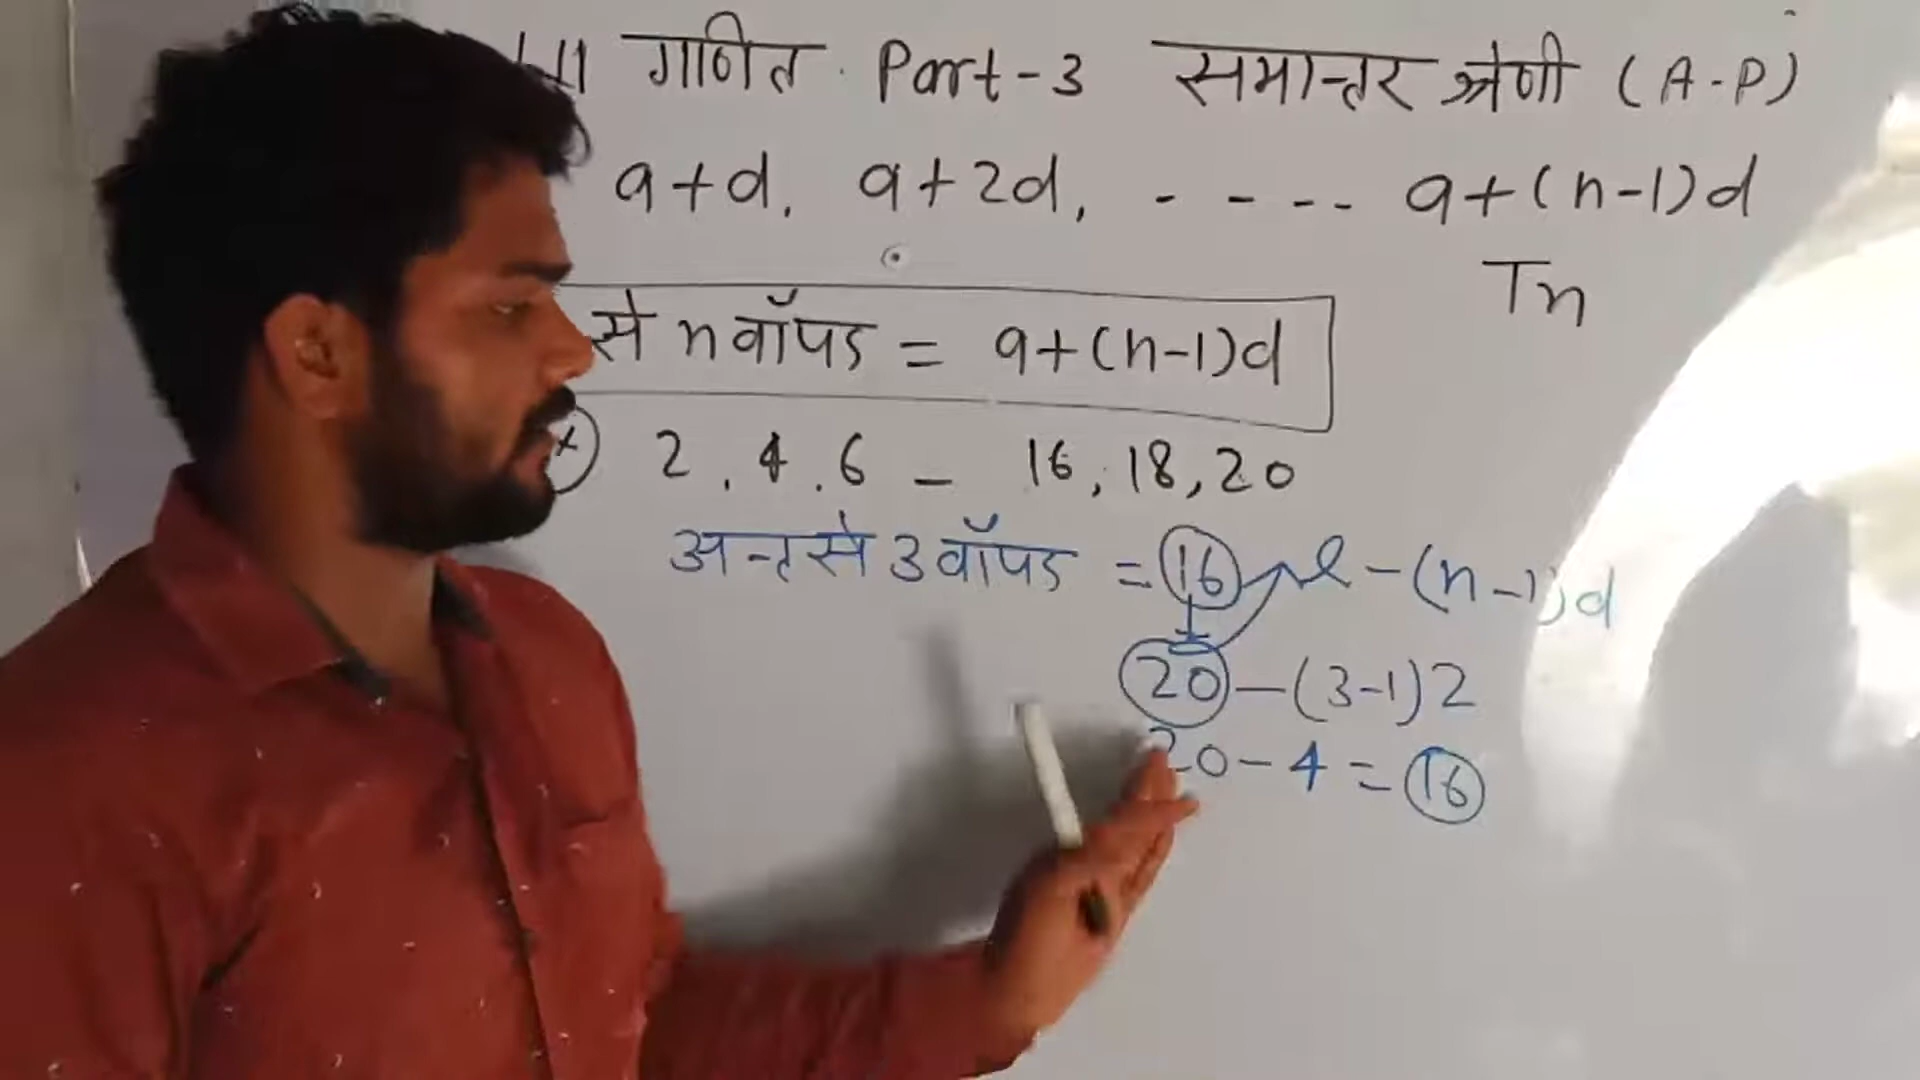 गणित Part-3 समान्तर श्रेणी (A-P)
a+d, a+2d, - - - - a+(n-1)d
Tn
से n वाँ पद = a+(n-1)d
2, 4, 6 - 16, 18, 20
अन्त से 3 वाँ पद = 16 l-(n-1)d
20-(3-1)2
20-4=16